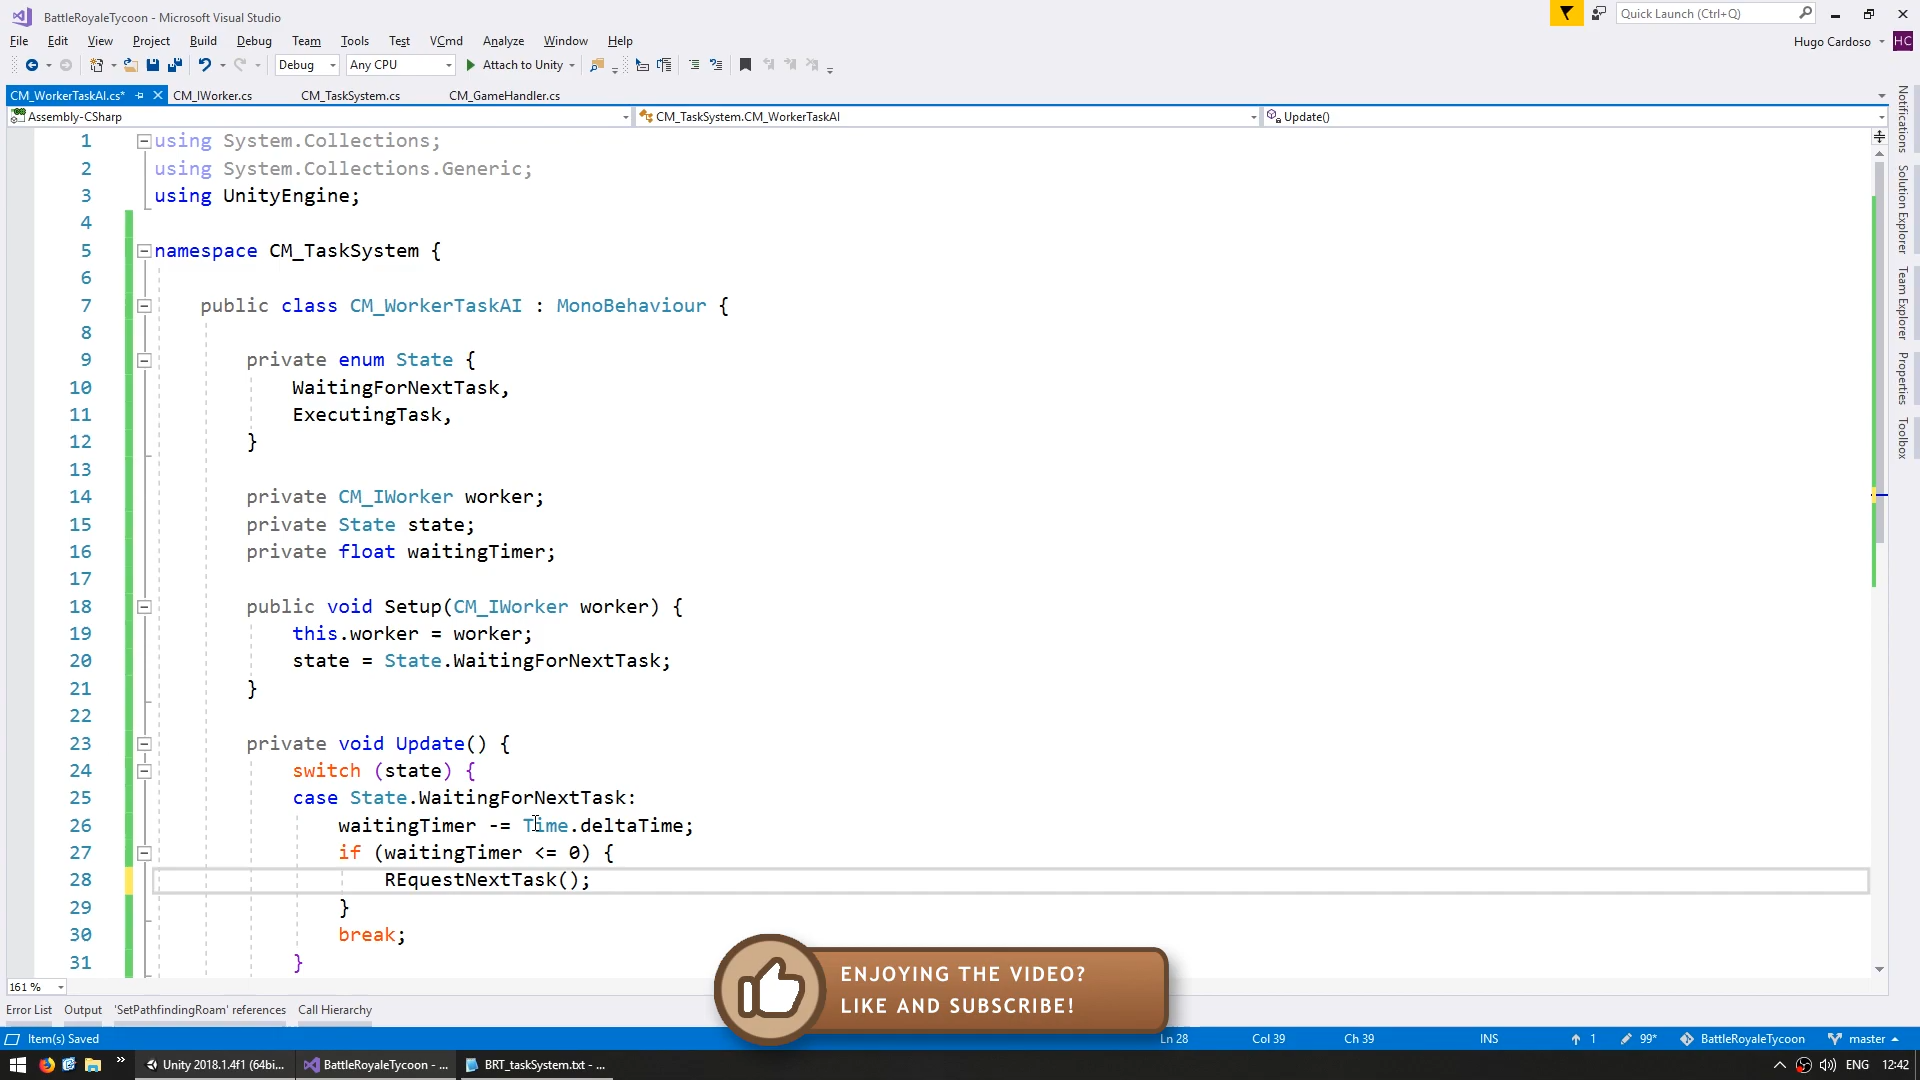 BattleRoyaleTycoon - Microsoft Visual Studio
Quick Launch (Ctrl+Q)
File Edit View Project Build Debug Team Tools Test VCmd Analyze Window Help
Hugo Cardoso HC
Debug Any CPU Attach to Unity
CM_WorkerTaskAI.cs* CM_IWorker.cs CM_TaskSystem.cs CM_GameHandler.cs
Assembly-CSharp CM_TaskSystem.CM_WorkerTaskAI Update()
1 using System.Collections;
2 using System.Collections.Generic;
3 using UnityEngine;
4
5 namespace CM_TaskSystem {
6
7 public class CM_WorkerTaskAI : MonoBehaviour {
8
9 private enum State {
10 WaitingForNextTask,
11 ExecutingTask,
12 }
13
14 private CM_IWorker worker;
15 private State state;
16 private float waitingTimer;
17
18 public void Setup(CM_IWorker worker) {
19 this.worker = worker;
20 state = State.WaitingForNextTask;
21 }
22
23 private void Update() {
24 switch (state) {
25 case State.WaitingForNextTask:
26 waitingTimer -= Time.deltaTime;
27 if (waitingTimer <= 0) {
28 REquestNextTask();
29 }
30 break;
31 }
Notifications
Solution Explorer
Team Explorer
Properties
Toolbox
ENJOYING THE VIDEO?
LIKE AND SUBSCRIBE!
161 %
Error List Output 'SetPathfindingRoam' references Call Hierarchy
Item(s) Saved Ln 28 Col 39 Ch 39 INS 1 99* BattleRoyaleTycoon master
Unity 2018.1.4f1 (64bi... BattleRoyaleTycoon - ... BRT_taskSystem.txt - ... ENG 12:42